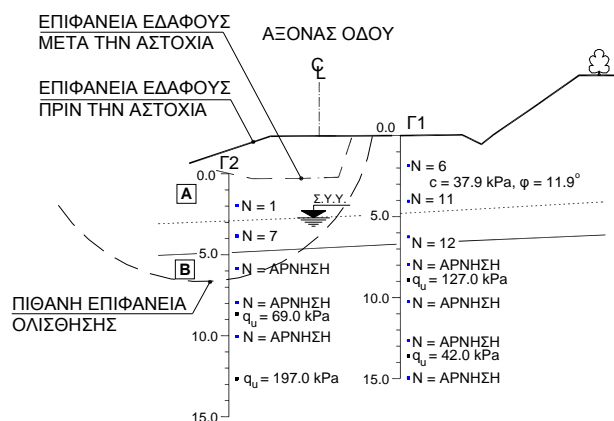 ΕΠΙΦΑΝΕΙΑ ΕΔΑΦΟΥΣ
ΜΕΤΑ ΤΗΝ ΑΣΤΟΧΙΑ
ΑΞΟΝΑΣ ΟΔΟΥ
℄
ΕΠΙΦΑΝΕΙΑ ΕΔΑΦΟΥΣ
ΠΡΙΝ ΤΗΝ ΑΣΤΟΧΙΑ
0.0
Γ1
Γ2
0.0
N = 6
c = 37.9 kPa, φ = 11.9°
A
N = 1
Σ.Υ.Υ.
N = 11
5.0
N = 7
N = 12
5.0
B
N = ΑΡΝΗΣΗ
N = ΑΡΝΗΣΗ
qu = 127.0 kPa
ΠΙΘΑΝΗ ΕΠΙΦΑΝΕΙΑ
ΟΛΙΣΘΗΣΗΣ
N = ΑΡΝΗΣΗ
qu = 69.0 kPa
10.0
N = ΑΡΝΗΣΗ
10.0
N = ΑΡΝΗΣΗ
N = ΑΡΝΗΣΗ
qu = 42.0 kPa
qu = 197.0 kPa
15.0
N = ΑΡΝΗΣΗ
15.0